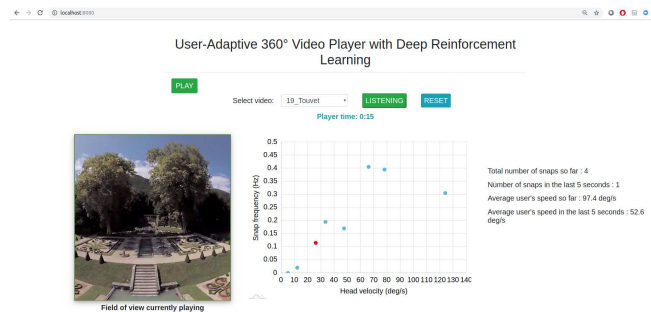 localhost:8080
User-Adaptive 360° Video Player with Deep Reinforcement
Learning
PLAY
Select video: 19_Touvet LISTENING RESET
Player time: 0:15
0.5
0.45
0.4
0.35
0.3
0.25
0.2
0.15
0.1
0.05
0
Snap frequency (Hz)
0 10 20 30 40 50 60 70 80 90 100 110 120 130 140
Head velocity (deg/s)
Total number of snaps so far : 4
Number of snaps in the last 5 seconds : 1
Average user's speed so far : 97.4 deg/s
Average user's speed in the last 5 seconds : 52.6
deg/s
Field of view currently playing